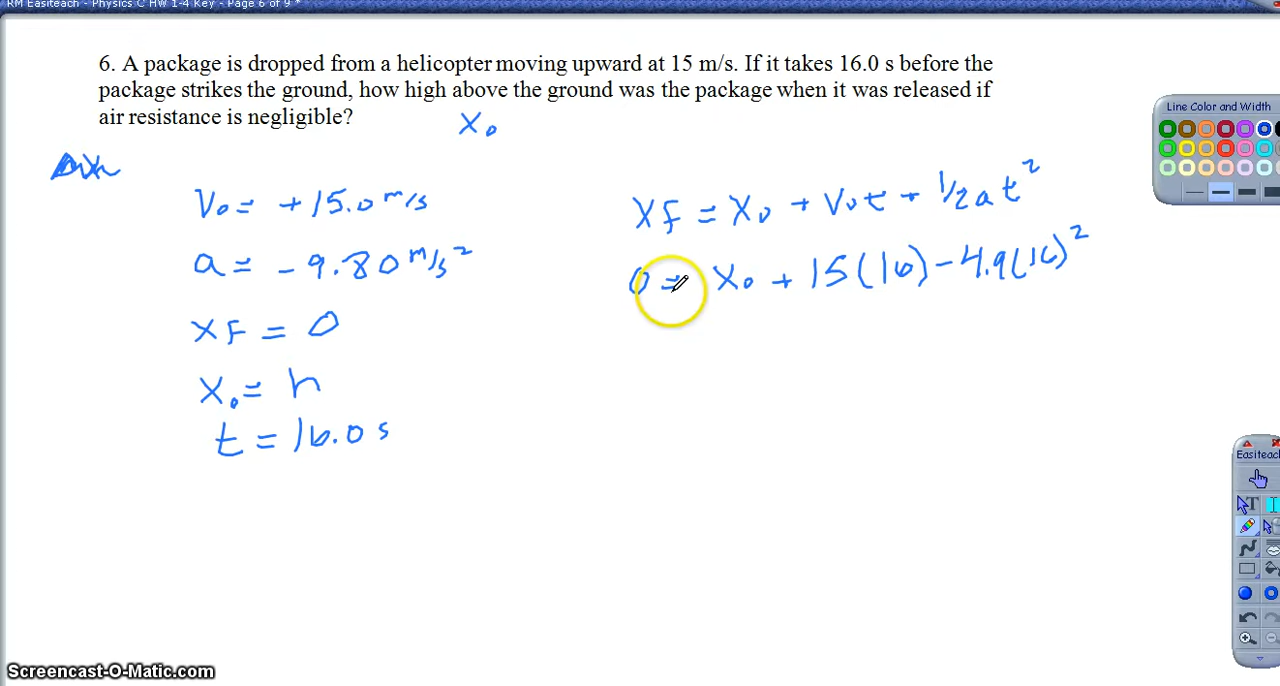 RM Easiteach - Physics C HW 1-4 Key - Page 6 of 9 *
6. A package is dropped from a helicopter moving upward at 15 m/s. If it takes 16.0 s before the
package strikes the ground, how high above the ground was the package when it was released if
air resistance is negligible?
X₀
V₀ = +15.0 m/s
a = -9.80 m/s²
XF = 0
X₀ = h
t = 16.0 s
XF = X₀ + V₀t + 1/2at²
0 = X₀ + 15(16) - 4.9(16)²
Line Color and Width
Easiteach
T
Screencast-O-Matic.com